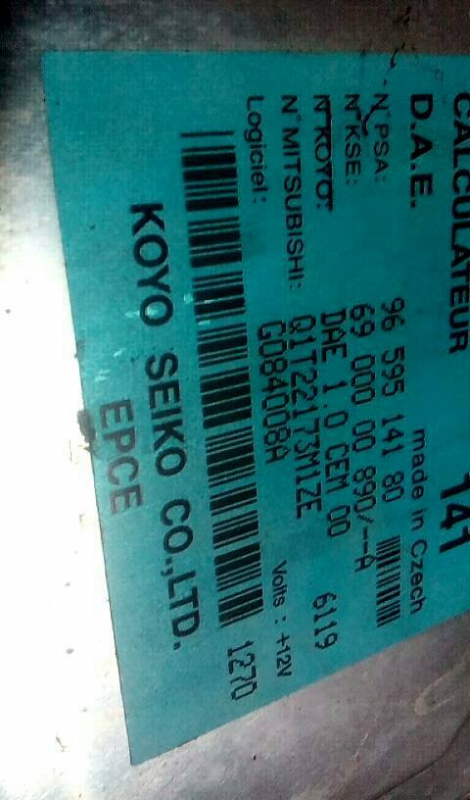 CALCULATEUR 141
D.A.E. made in Czech
N°PSA: 96 595 141 80
N°KSE: 69 000 00 890/--A
N°KOYO: DAE 1.0 CEM 00 6119
N°MITSUBISHI: Q1T22173M1ZE
Logiciel: G084008A Volts : +12V
1270
KOYO SEIKO CO.,LTD.
EPCE